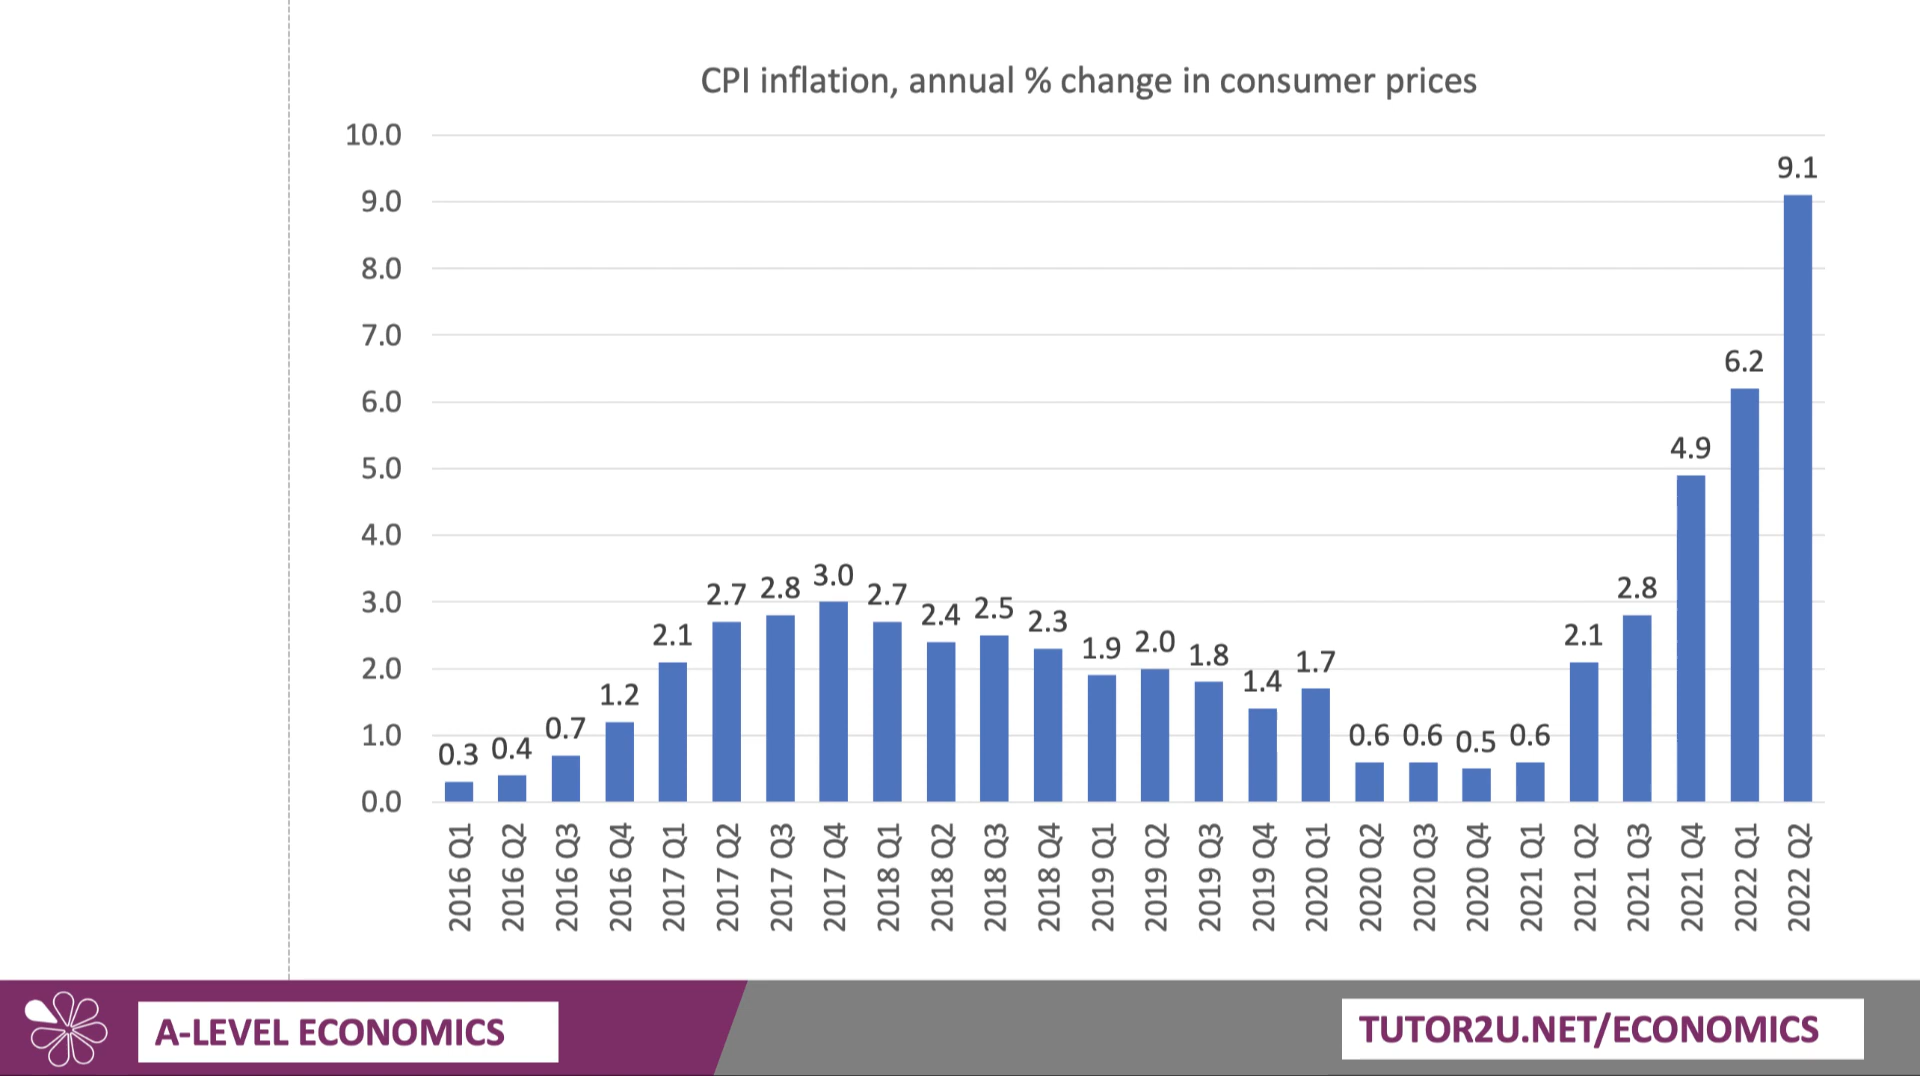 CPI inflation, annual % change in consumer prices
10.0
9.0
8.0
7.0
6.0
5.0
4.0
3.0
2.0
1.0
0.0
0.3
0.4
0.7
1.2
2.1
2.7
2.8
3.0
2.7
2.4
2.5
2.3
1.9
2.0
1.8
1.4
1.7
0.6
0.6
0.5
0.6
2.1
2.8
4.9
6.2
9.1
2016 Q1
2016 Q2
2016 Q3
2016 Q4
2017 Q1
2017 Q2
2017 Q3
2017 Q4
2018 Q1
2018 Q2
2018 Q3
2018 Q4
2019 Q1
2019 Q2
2019 Q3
2019 Q4
2020 Q1
2020 Q2
2020 Q3
2020 Q4
2021 Q1
2021 Q2
2021 Q3
2021 Q4
2022 Q1
2022 Q2
A-LEVEL ECONOMICS
TUTOR2U.NET/ECONOMICS